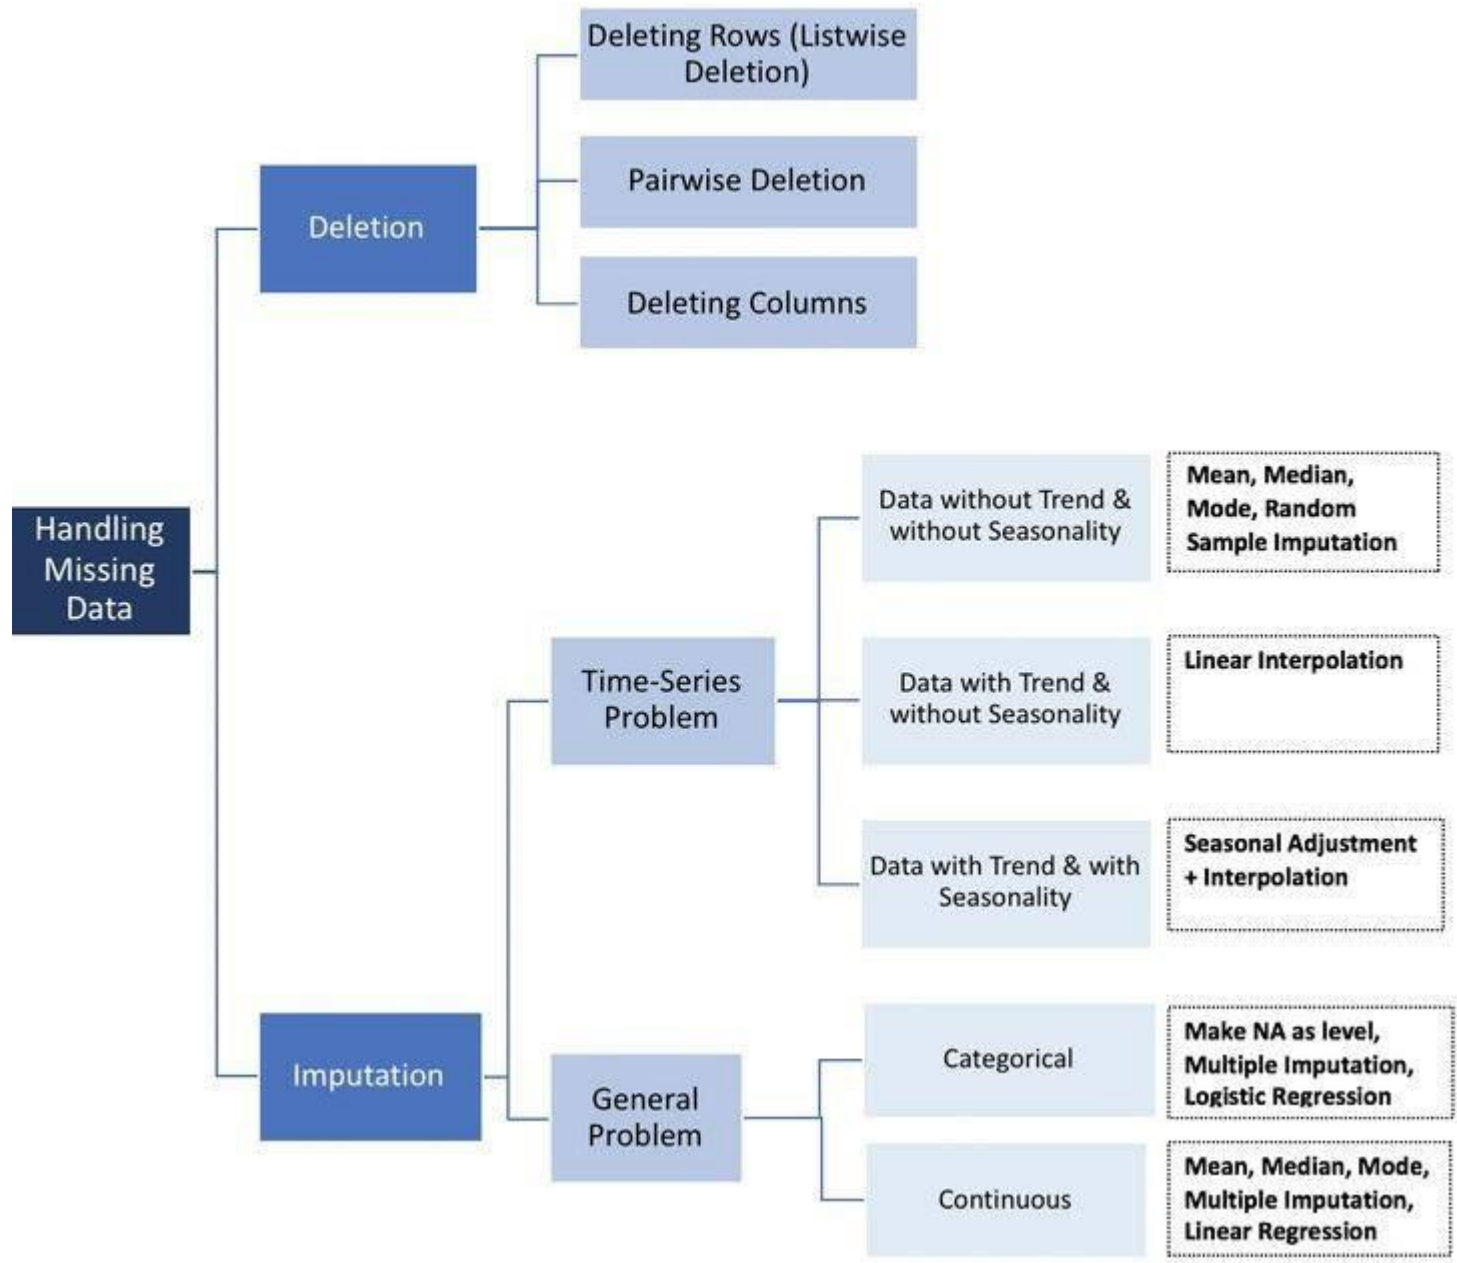 Deleting Rows (Listwise
Deletion)
Pairwise Deletion
Deletion
Deleting Columns
Handling
Missing
Data
Data without Trend &
without Seasonality
Mean, Median,
Mode, Random
Sample Imputation
Time-Series
Problem
Data with Trend &
without Seasonality
Linear Interpolation
Data with Trend & with
Seasonality
Seasonal Adjustment
+ Interpolation
Imputation
General
Problem
Categorical
Make NA as level,
Multiple Imputation,
Logistic Regression
Continuous
Mean, Median, Mode,
Multiple Imputation,
Linear Regression